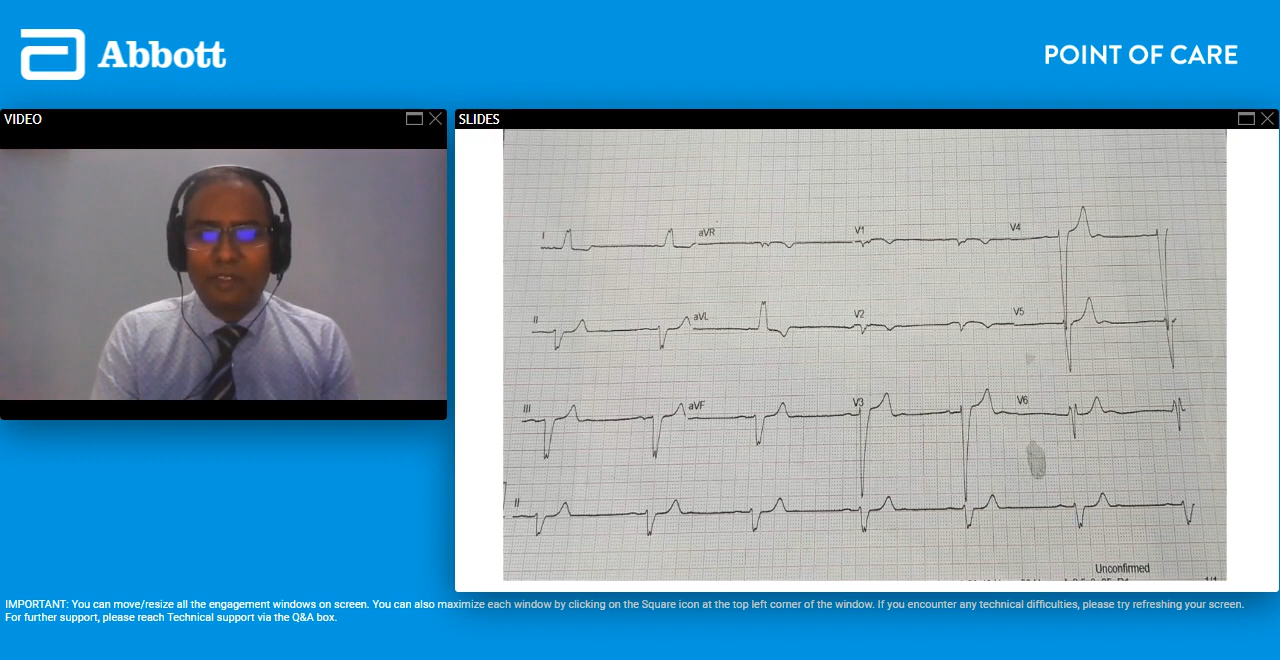 Abbott
POINT OF CARE
VIDEO
SLIDES
I
aVR
V1
V4
II
aVL
V2
V5
III
aVF
V3
V6
II
Unconfirmed
1/1
IMPORTANT: You can move/resize all the engagement windows on screen. You can also maximize each window by clicking on the Square icon at the top left corner of the window. If you encounter any technical difficulties, please try refreshing your screen.
For further support, please reach Technical support via the Q&A box.